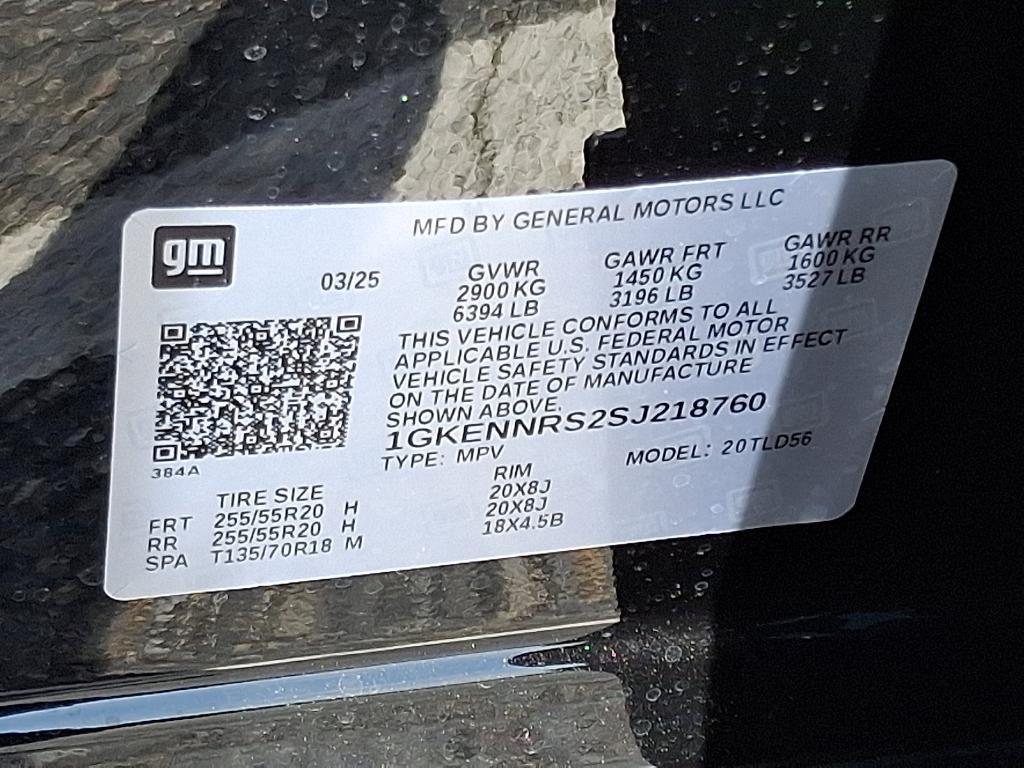 gm
MFD BY GENERAL MOTORS LLC
03/25
GVWR
2900 KG
6394 LB
GAWR FRT
1450 KG
3196 LB
GAWR RR
1600 KG
3527 LB
THIS VEHICLE CONFORMS TO ALL
APPLICABLE U.S. FEDERAL MOTOR
VEHICLE SAFETY STANDARDS IN EFFECT
ON THE DATE OF MANUFACTURE
SHOWN ABOVE.
1GKENNRS2SJ218760
TYPE: MPV
MODEL: 20TLD56
384A
TIRE SIZE
RIM
FRT 255/55R20 H 20X8J
RR 255/55R20 H 20X8J
SPA T135/70R18 M 18X4.5B